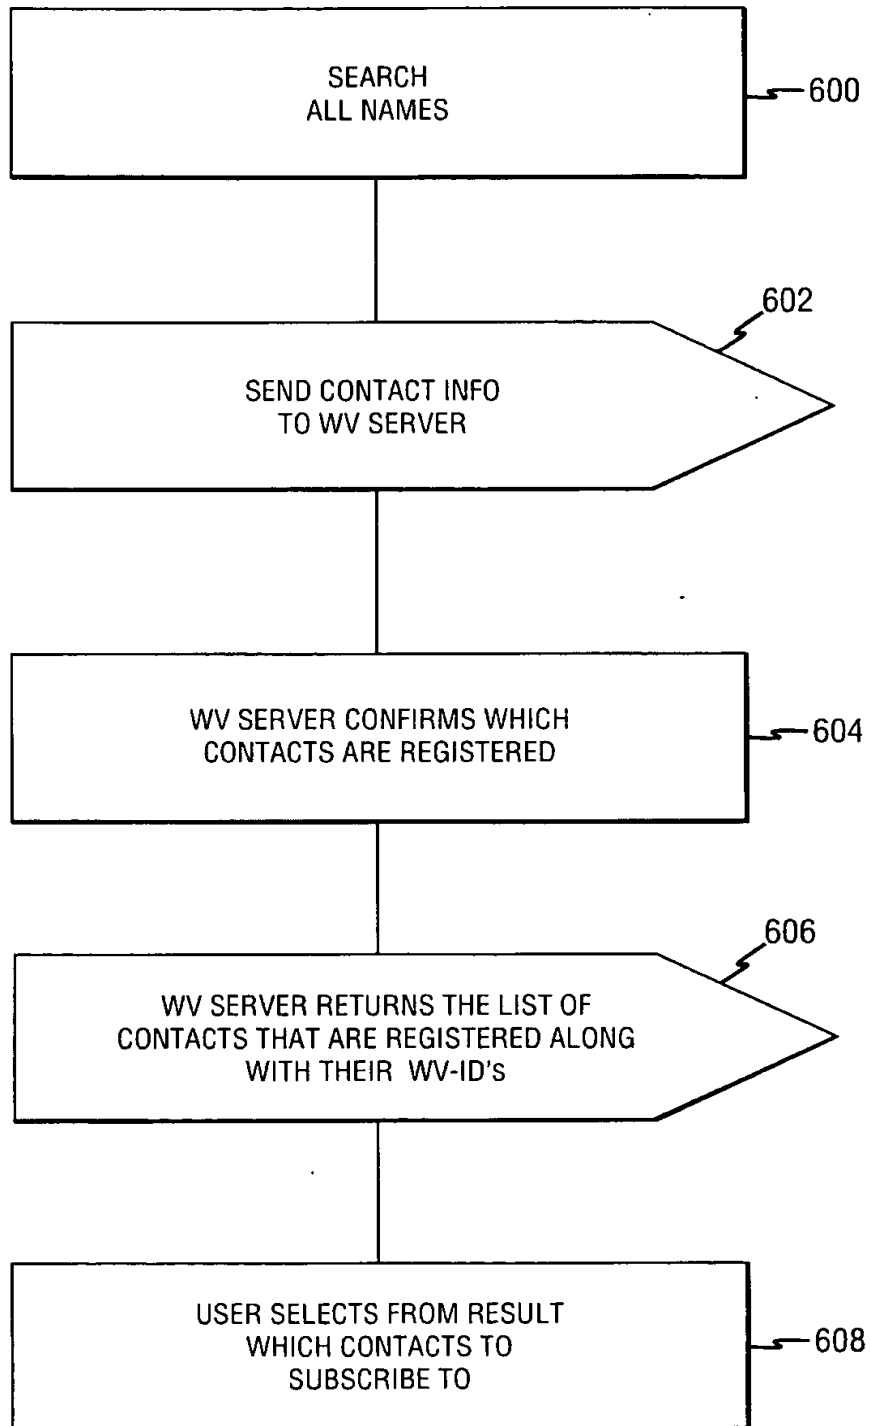 SEARCH
ALL NAMES
600
602
SEND CONTACT INFO
TO WV SERVER
WV SERVER CONFIRMS WHICH
CONTACTS ARE REGISTERED
604
606
WV SERVER RETURNS THE LIST OF
CONTACTS THAT ARE REGISTERED ALONG
WITH THEIR WV-ID's
USER SELECTS FROM RESULT
WHICH CONTACTS TO
SUBSCRIBE TO
608